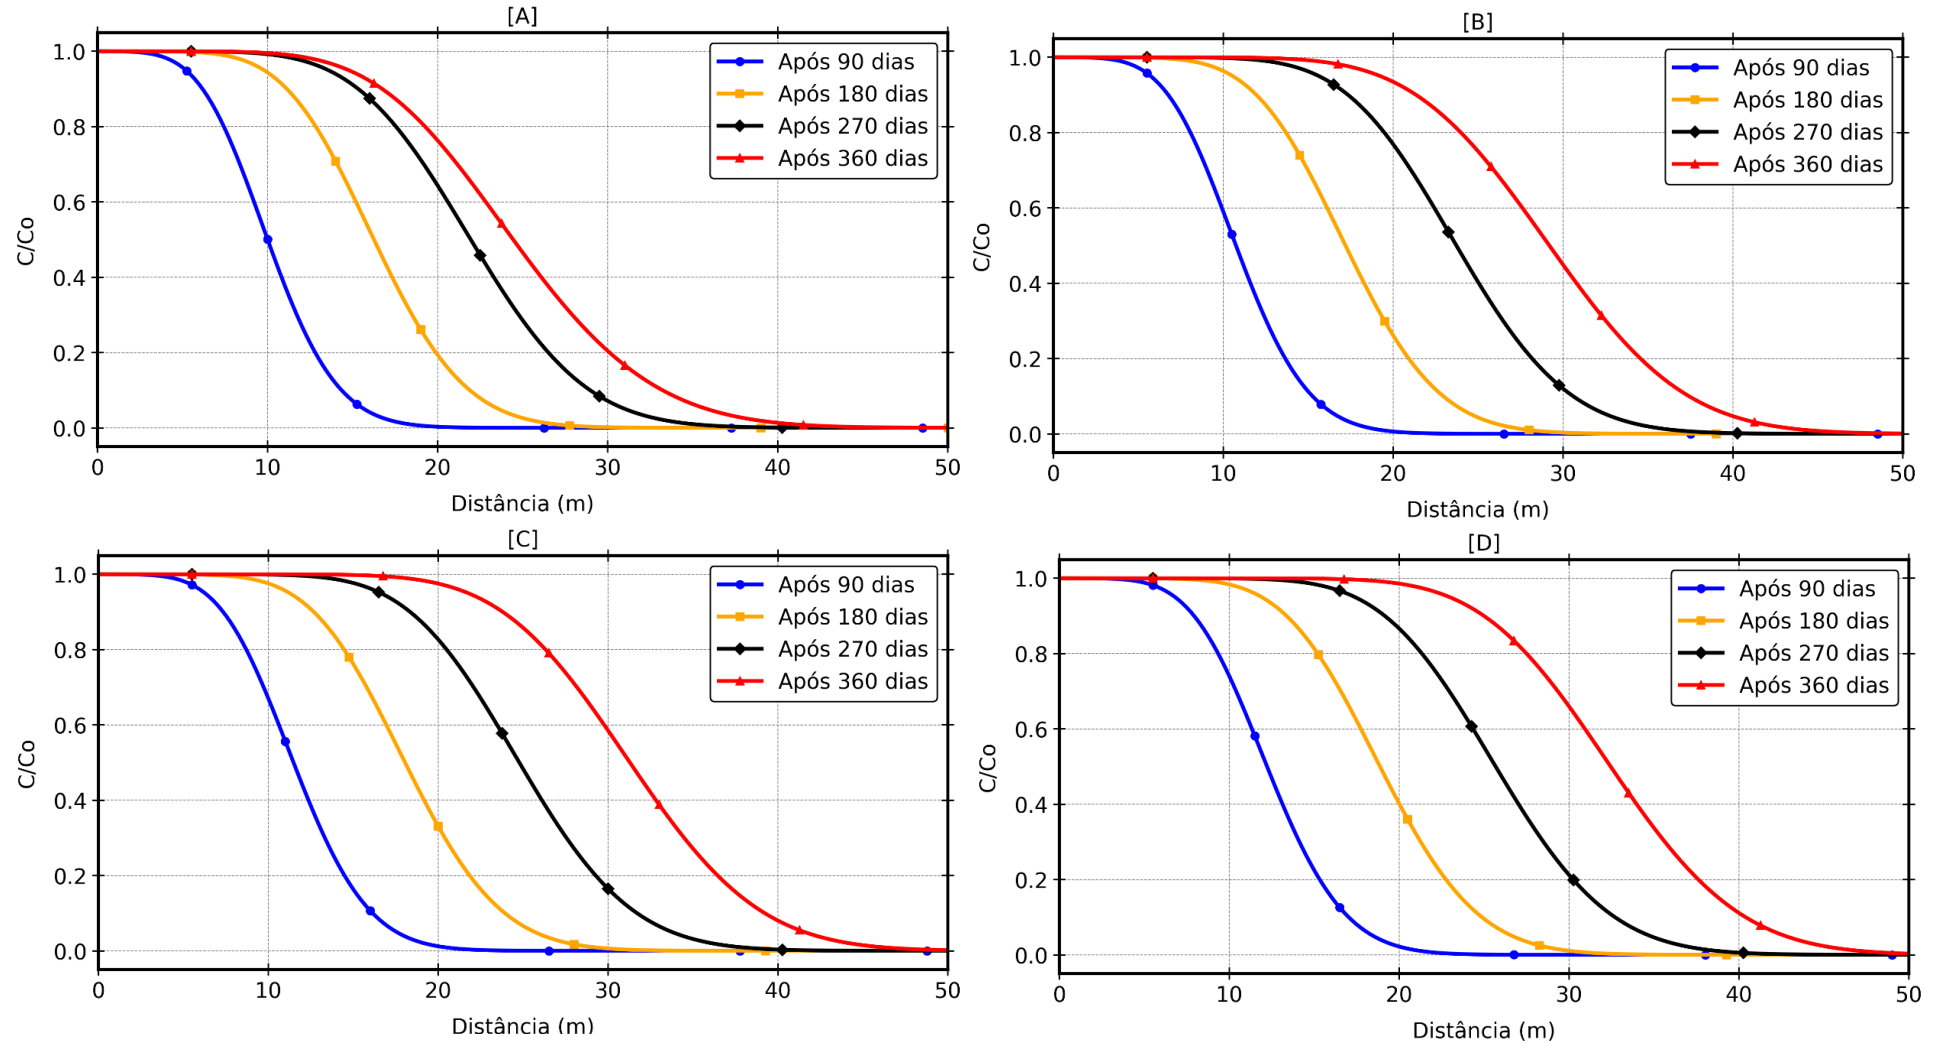 [A]
1.0
0.8
0.6
0.4
0.2
0.0
C/Co
Após 90 dias
Após 180 dias
Após 270 dias
Após 360 dias
0 10 20 30 40 50
Distância (m)
[B]
1.0
0.8
0.6
0.4
0.2
0.0
C/Co
Após 90 dias
Após 180 dias
Após 270 dias
Após 360 dias
0 10 20 30 40 50
Distância (m)
[C]
1.0
0.8
0.6
0.4
0.2
0.0
C/Co
Após 90 dias
Após 180 dias
Após 270 dias
Após 360 dias
0 10 20 30 40 50
Distância (m)
[D]
1.0
0.8
0.6
0.4
0.2
0.0
C/Co
Após 90 dias
Após 180 dias
Após 270 dias
Após 360 dias
0 10 20 30 40 50
Distância (m)